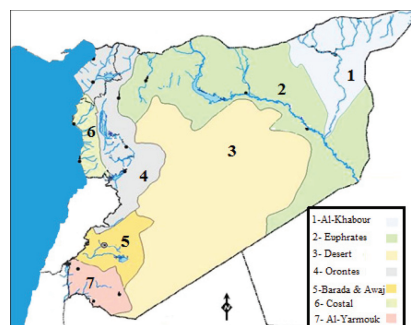 1
2
3
6
4
5
7
1-Al-Khabour
2- Euphrates
3- Desert
4- Orontes
5-Barada & Awaj
6- Costal
7- Al-Yarmouk